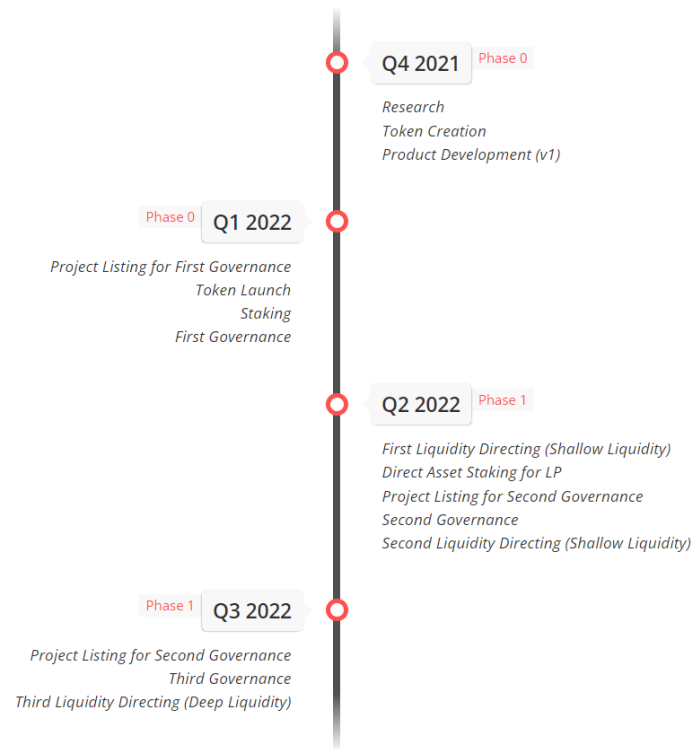 Q4 2021 Phase 0
Research
Token Creation
Product Development (v1)
Phase 0 Q1 2022
Project Listing for First Governance
Token Launch
Staking
First Governance
Q2 2022 Phase 1
First Liquidity Directing (Shallow Liquidity)
Direct Asset Staking for LP
Project Listing for Second Governance
Second Governance
Second Liquidity Directing (Shallow Liquidity)
Phase 1 Q3 2022
Project Listing for Second Governance
Third Governance
Third Liquidity Directing (Deep Liquidity)